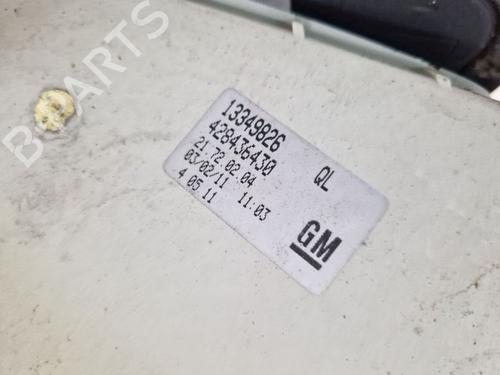 13349826 QL
428436430
21 72.02.04
03/02/11 11:03
4 05 11
GM
B-PARTS